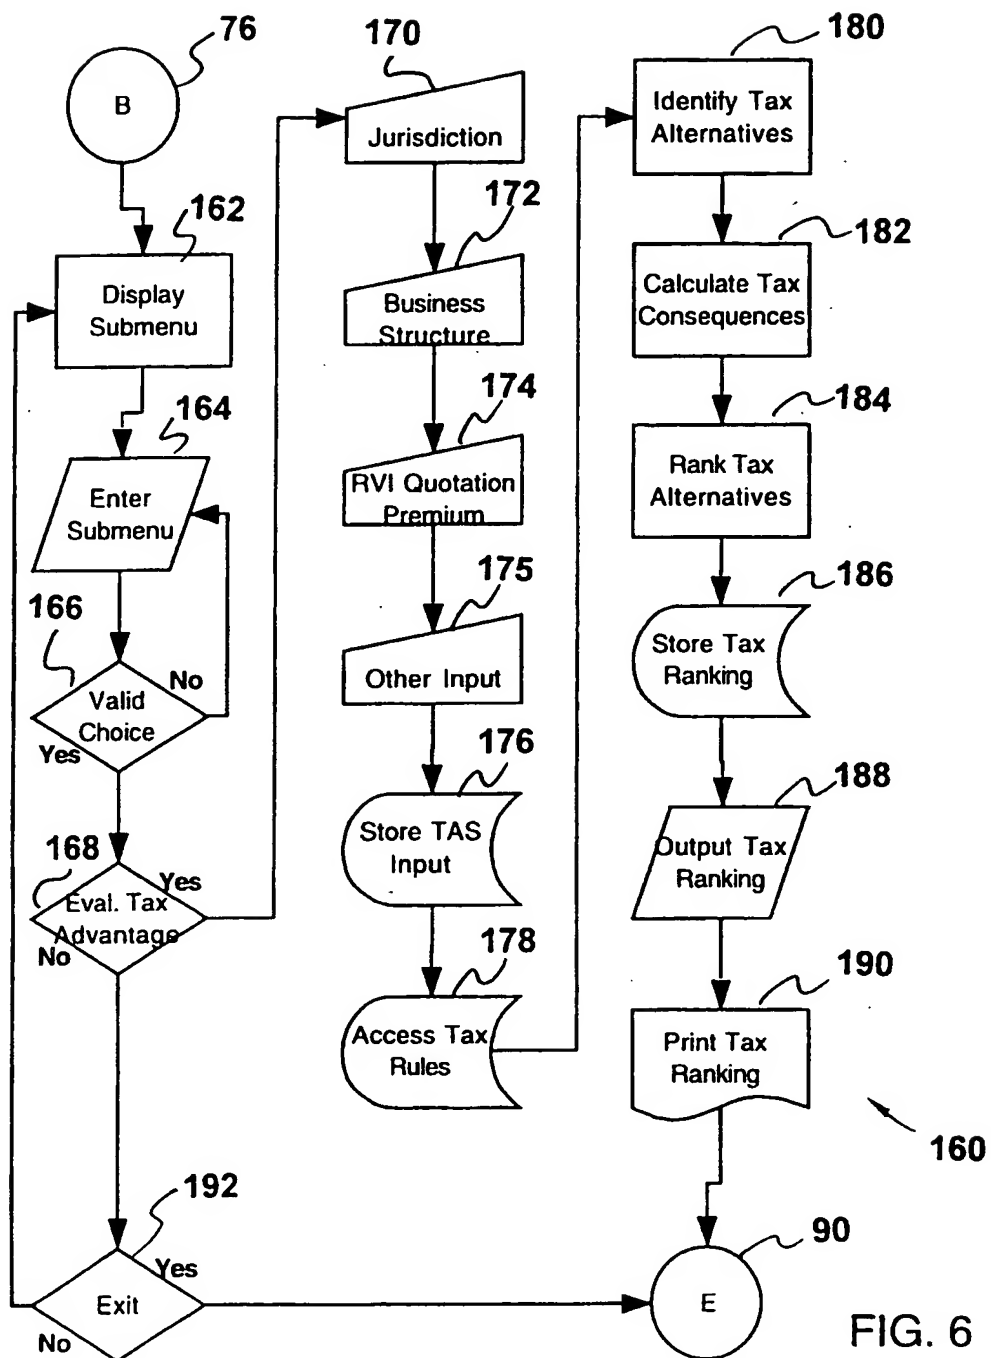 76
B
162
Display
Submenu
164
Enter
Submenu
166
No
Valid
Choice
Yes
168
Yes
Eval. Tax
Advantage
No
192
Yes
Exit
No
170
Jurisdiction
172
Business
Structure
174
RVI Quotation
Premium
175
Other Input
176
Store TAS
Input
178
Access Tax
Rules
180
Identify Tax
Alternatives
182
Calculate Tax
Consequences
184
Rank Tax
Alternatives
186
Store Tax
Ranking
188
Output Tax
Ranking
190
Print Tax
Ranking
160
90
E
FIG. 6